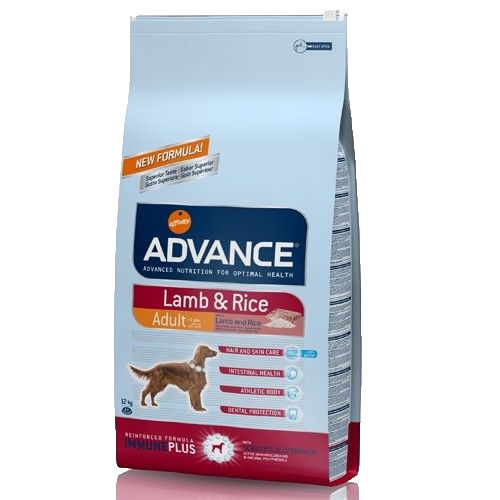 EASY OPEN
NEW FORMULA!
Superior Taste · Sabor Superior
Gusto Superiore · Goût Supérieur
affinity
ADVANCE®
ADVANCED NUTRITION FOR OPTIMAL HEALTH
Lamb & Rice
Adult
Lamb and Rice
HAIR AND SKIN CARE
INTESTINAL HEALTH
ATHLETIC BODY
DENTAL PROTECTION
12 kg
REINFORCED FORMULA
IMMUNEPLUS
WITH